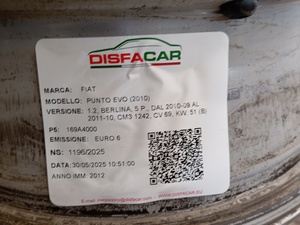 DISFACAR
MARCA: FIAT
MODELLO: PUNTO EVO (2010)
VERSIONE: 1.2, BERLINA, 5 P., DAL 2010-09 AL
2011-10, CM3 1242, CV 69, KW. 51 (B)
P5: 169A4000
EMISSIONE: EURO 6
NS: 1196/2025
DATA: 30/05/2025 10:51:00
ANNO IMM: 2012
DISFACAR